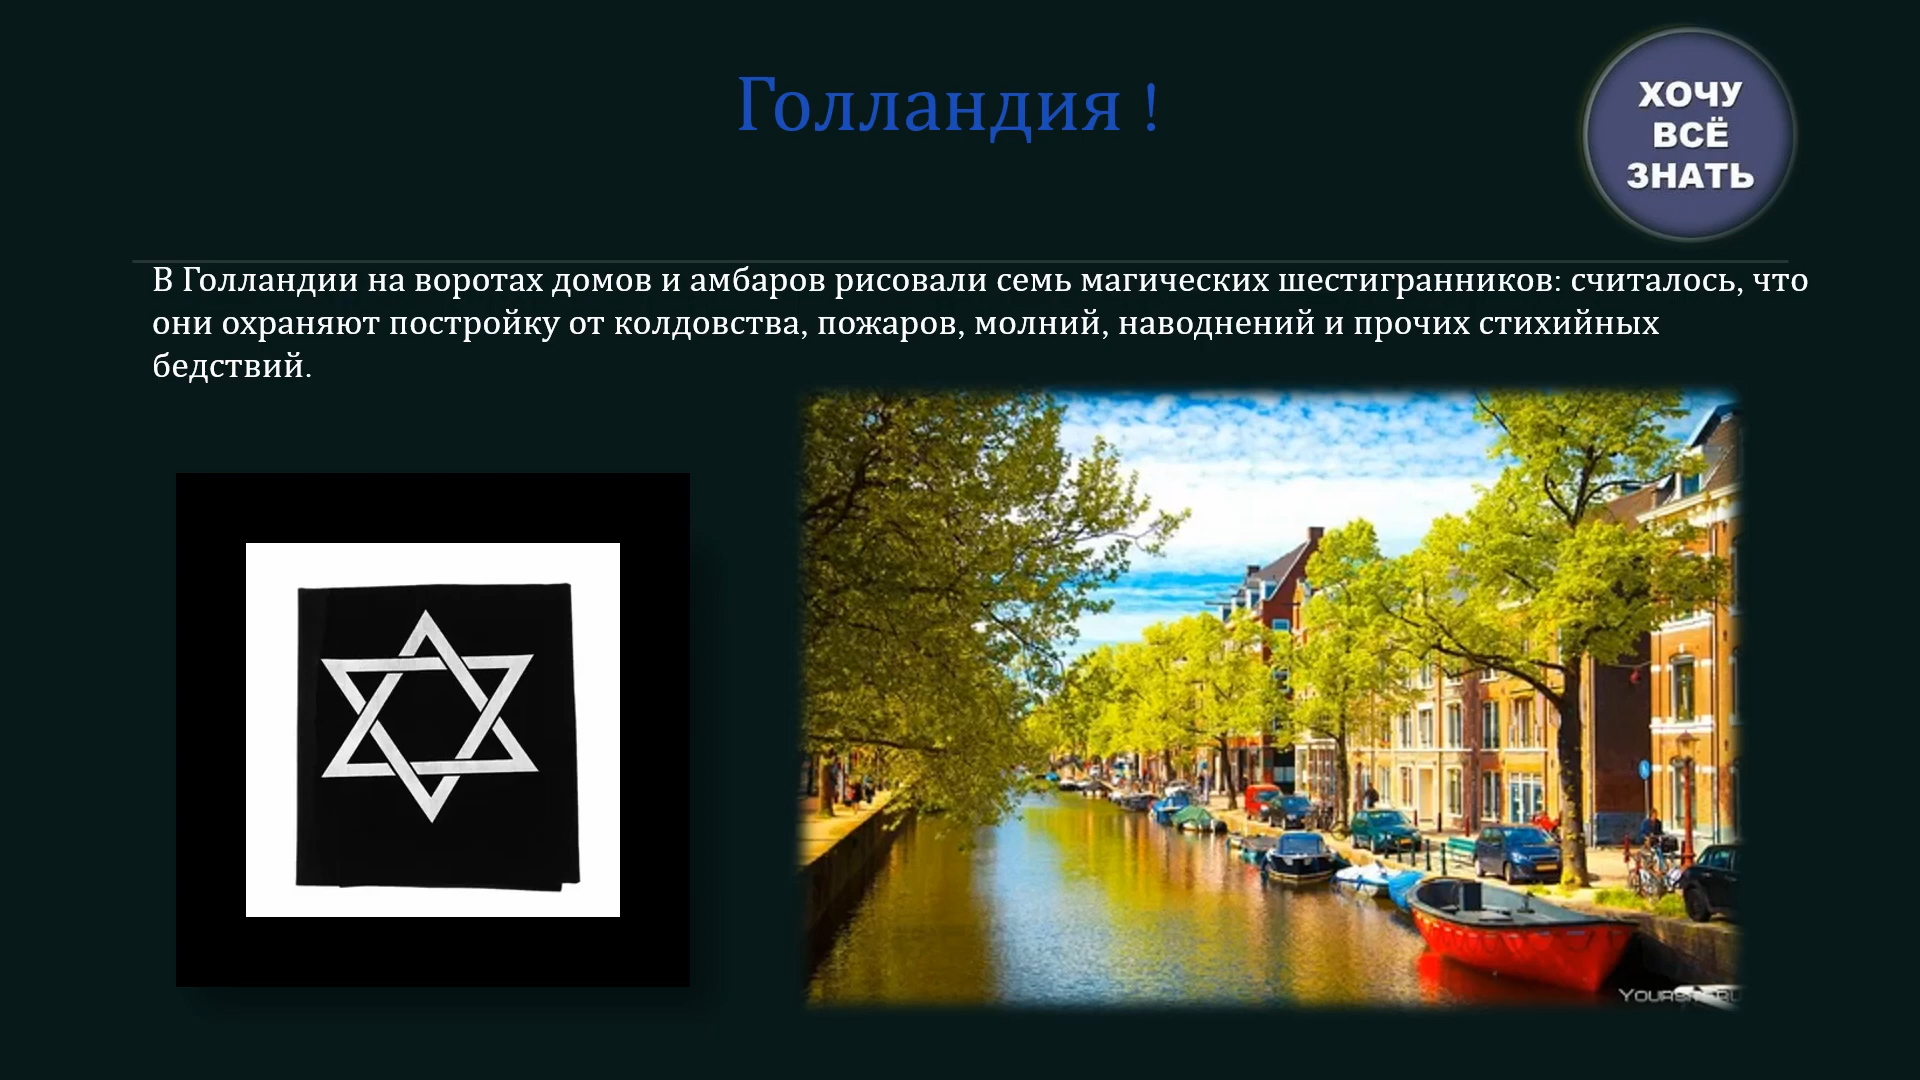 Голландия !
ХОЧУ
ВСЁ
ЗНАТЬ
В Голландии на воротах домов и амбаров рисовали семь магических шестигранников: считалось, что
они охраняют постройку от колдовства, пожаров, молний, наводнений и прочих стихийных
бедствий.